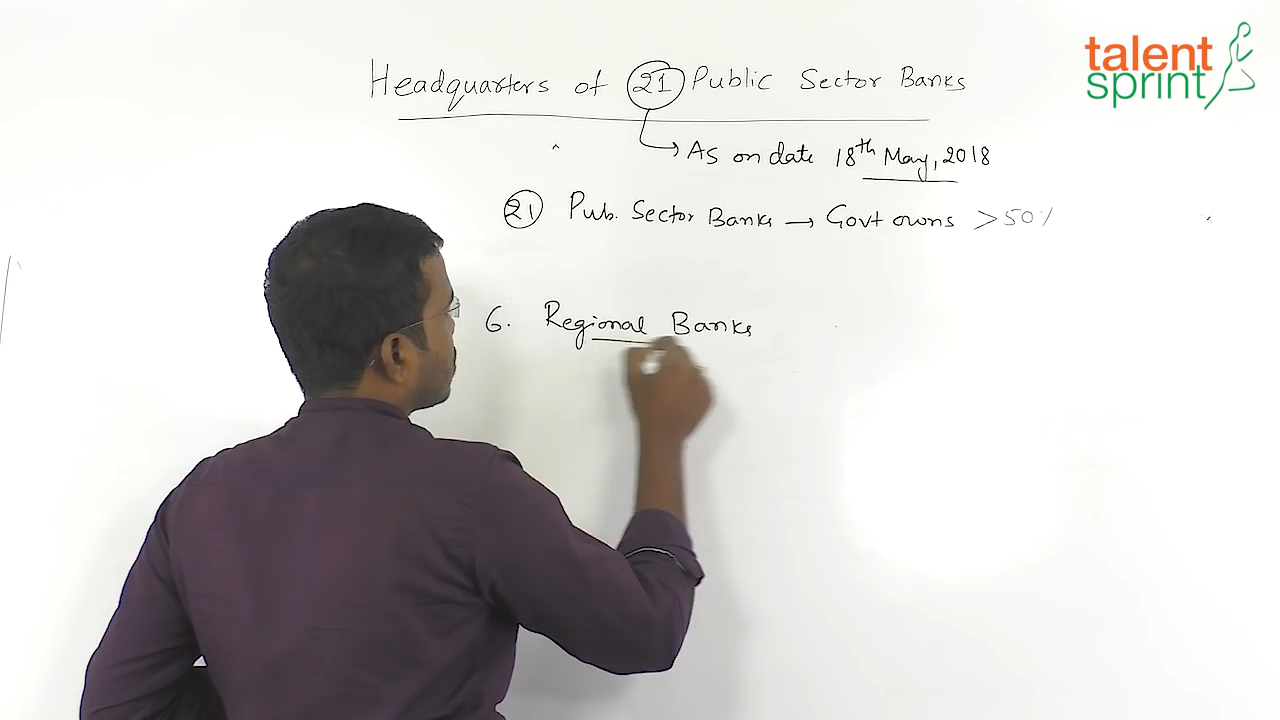 talent
sprint
Headquarters of 21 Public Sector Banks
As on date 18th May, 2018
21 Pub. Sector Banks → Govt owns >50%
6. Regional Banks